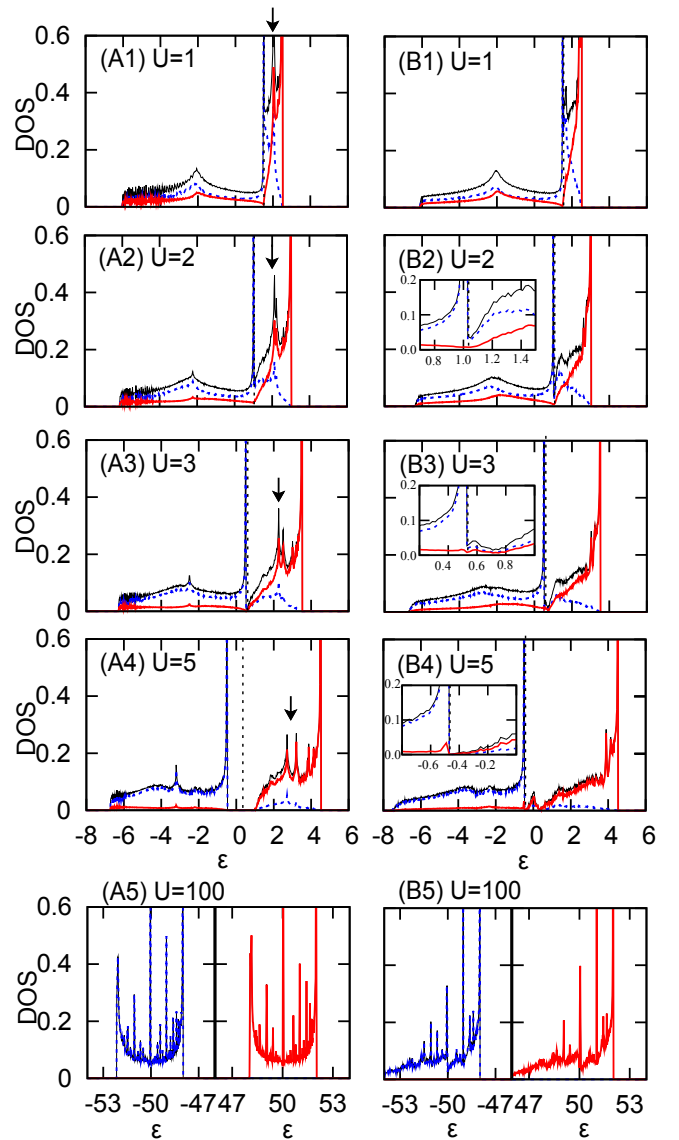 (A1) U=1
DOS
0.6
0.4
0.2
0
(B1) U=1
(A2) U=2
DOS
0.6
0.4
0.2
0
(B2) U=2
0.2
0.1
0.0
0.8 1.0 1.2 1.4
(A3) U=3
DOS
0.6
0.4
0.2
0
(B3) U=3
0.2
0.1
0.0
0.4 0.6 0.8
(A4) U=5
DOS
0.6
0.4
0.2
0
-8 -6 -4 -2 0 2 4 6
ε
(B4) U=5
0.2
0.1
0.0
-0.6 -0.4 -0.2
-8 -6 -4 -2 0 2 4 6
ε
(A5) U=100
DOS
0.6
0.4
0.2
0
-53 -50 -47 47 50 53
ε ε
(B5) U=100
-53 -50 -47 47 50 53
ε ε